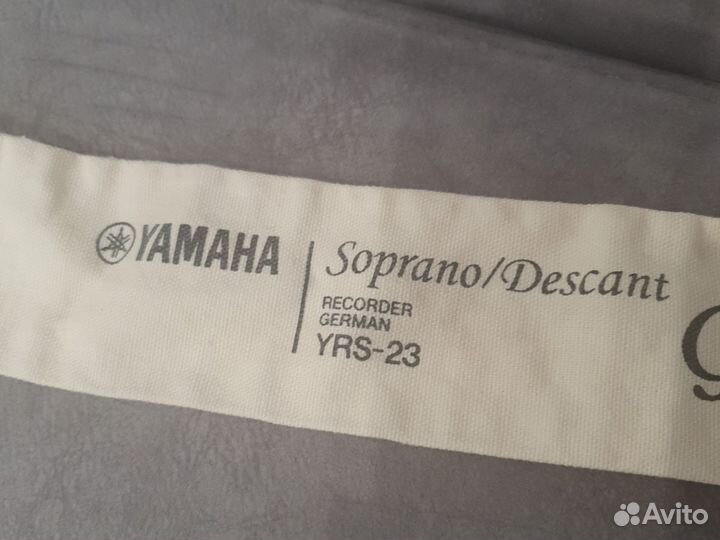 YAMAHA
Soprano/Descant
RECORDER
GERMAN
YRS-23
Avito